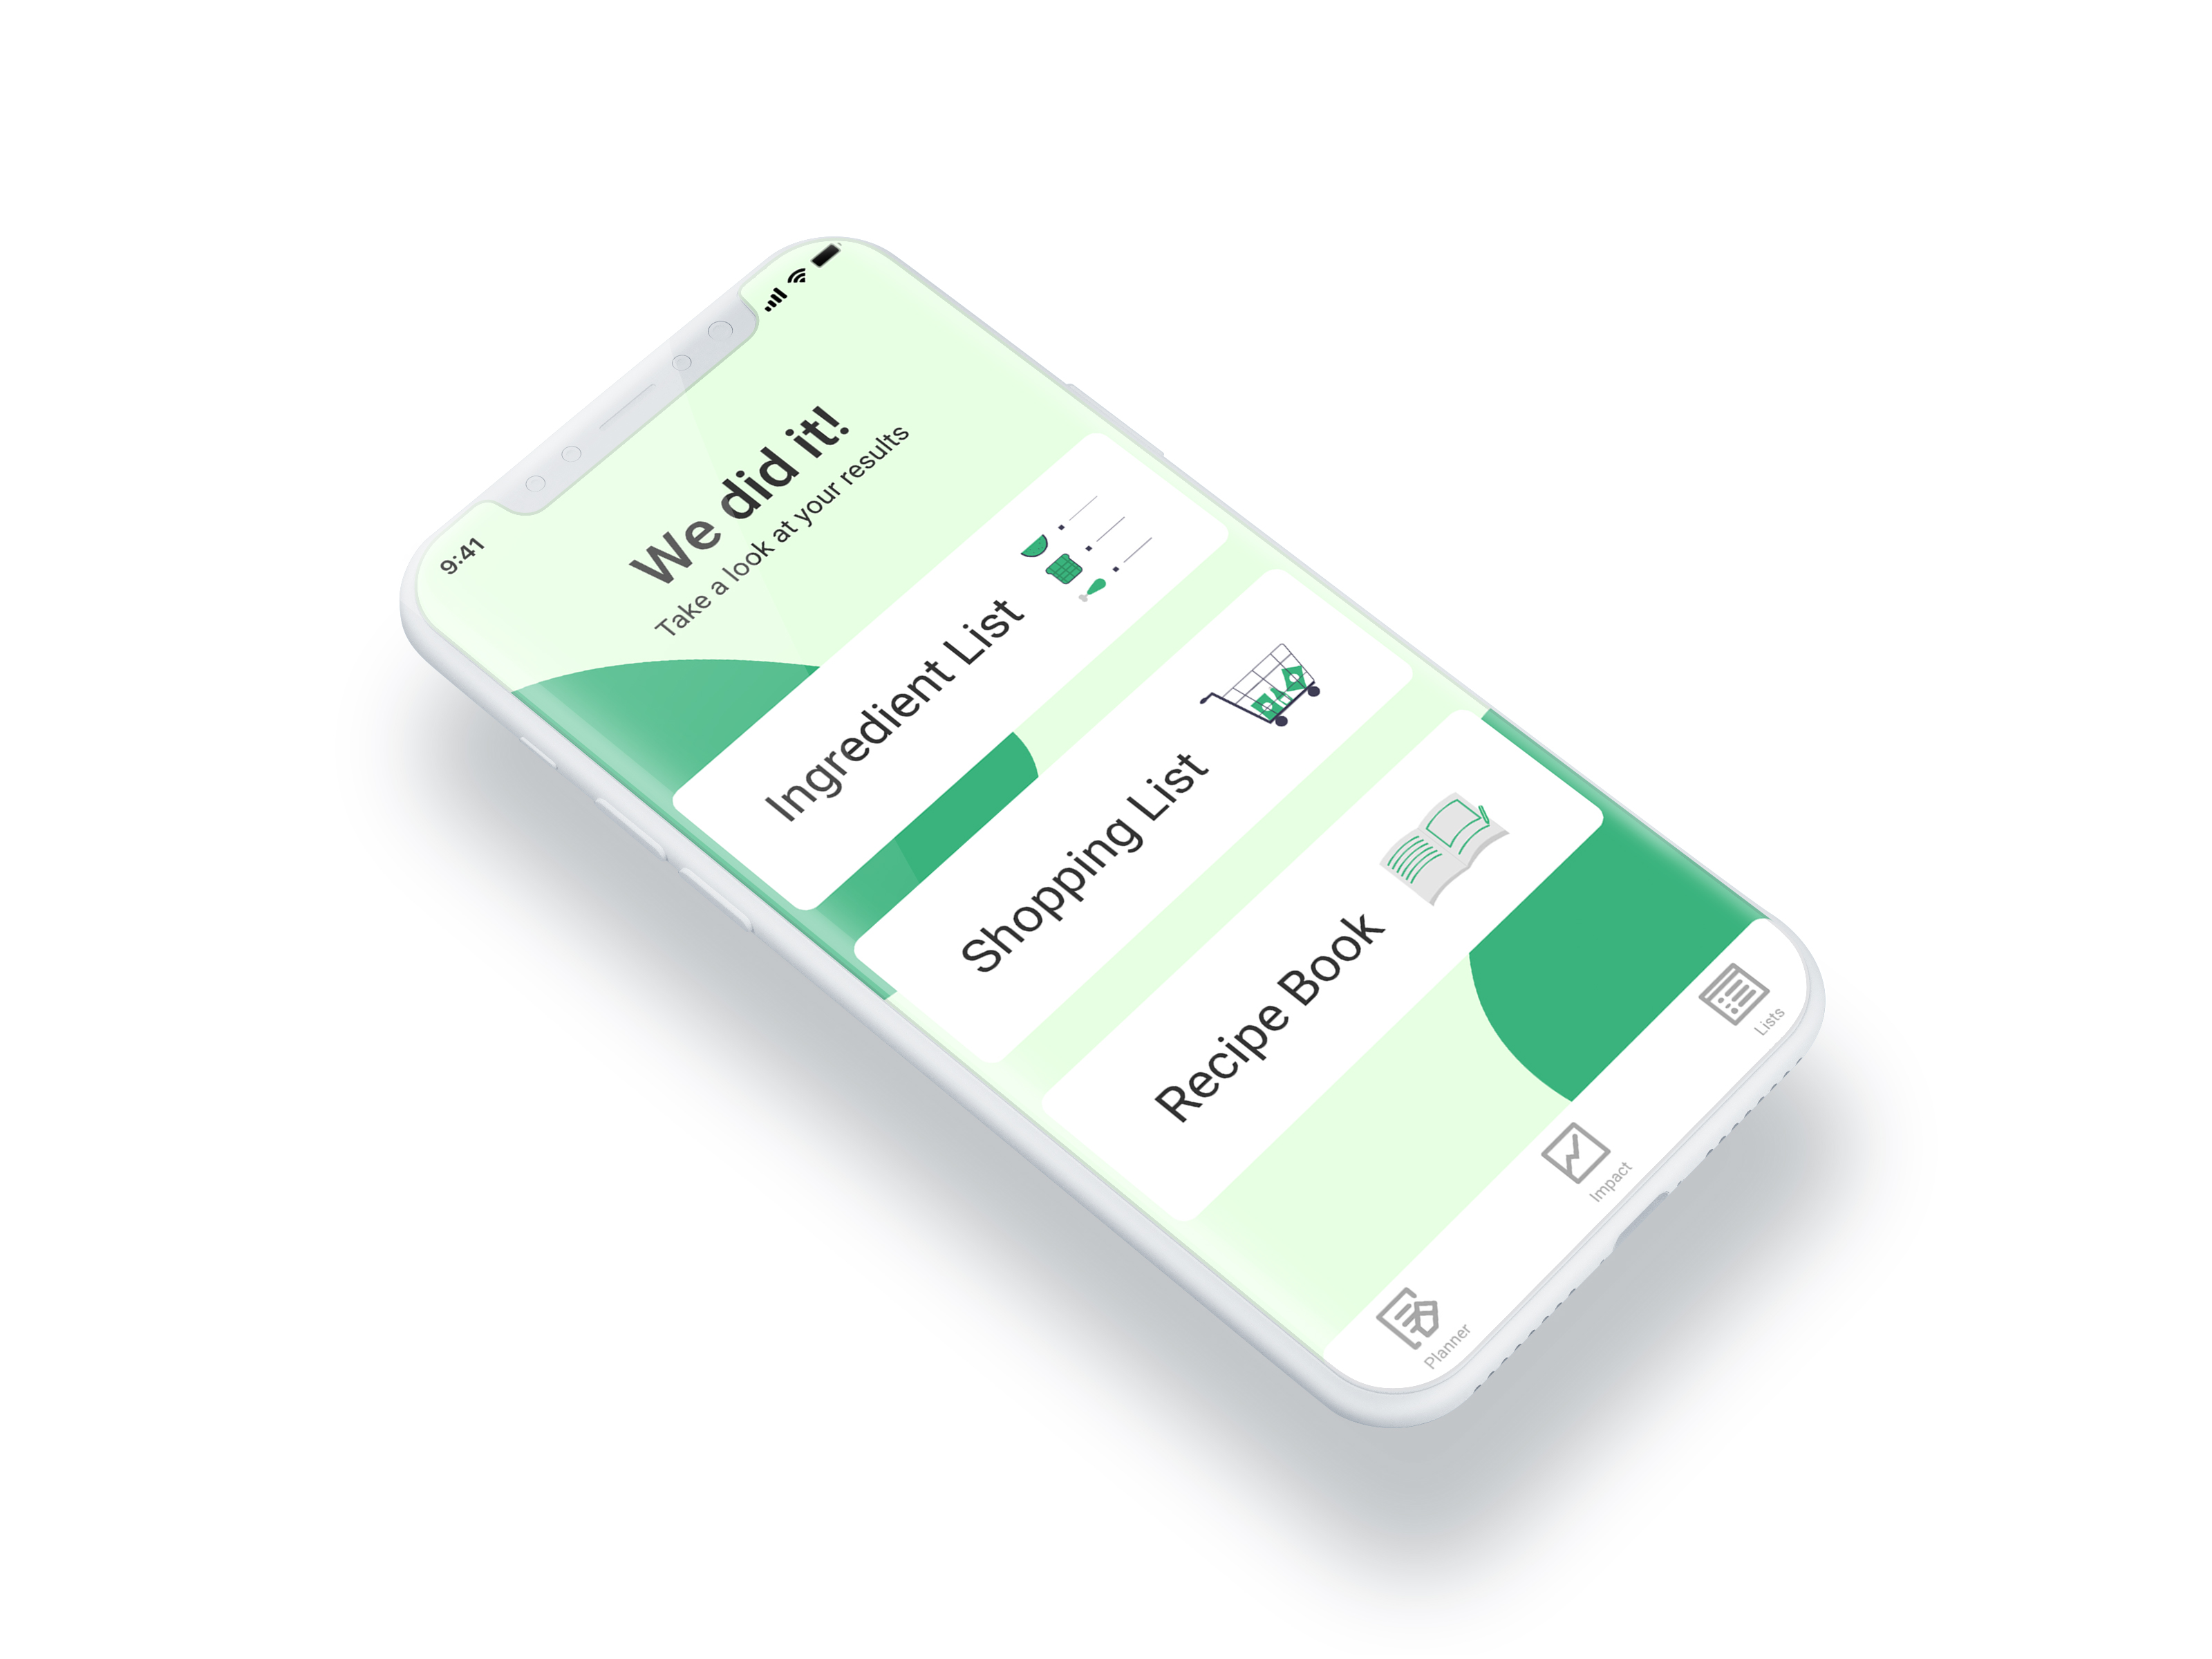 9:41
We did it!
Take a look at your results
Ingredient List
Shopping List
Recipe Book
Planner
Impact
Lists